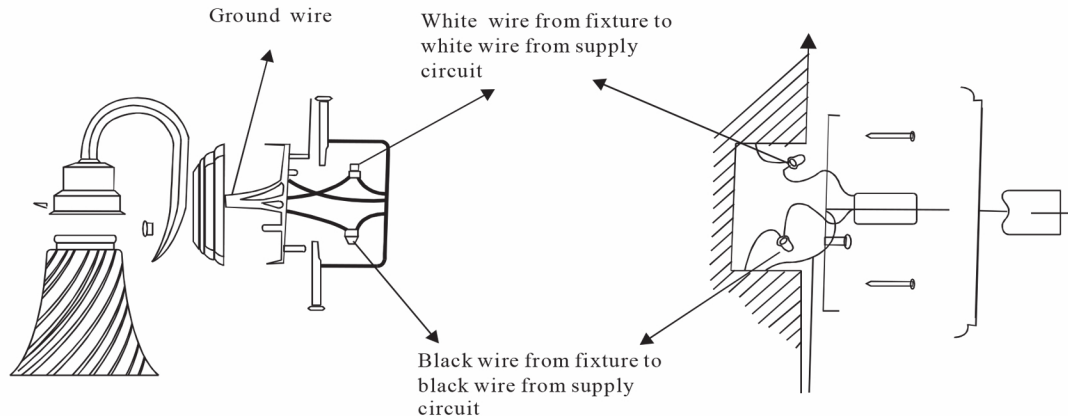 Ground wire
White wire from fixture to
white wire from supply
circuit
Black wire from fixture to
black wire from supply
circuit